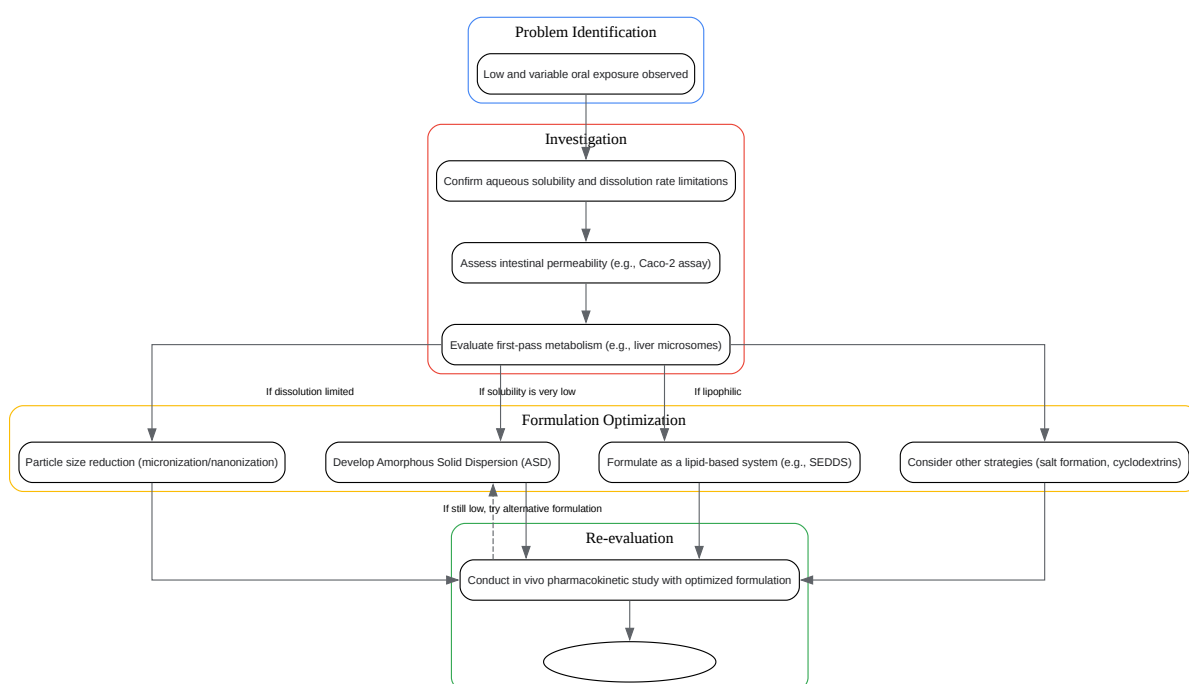 Problem Identification
Low and variable oral exposure observed
Investigation
Confirm aqueous solubility and dissolution rate limitations
Assess intestinal permeability (e.g., Caco-2 assay)
Evaluate first-pass metabolism (e.g., liver microsomes)
If dissolution limited
If solubility is very low
If lipophilic
Formulation Optimization
Particle size reduction (micronization/nanonization)
Develop Amorphous Solid Dispersion (ASD)
Formulate as a lipid-based system (e.g., SEDDS)
Consider other strategies (salt formation, cyclodextrins)
If still low, try alternative formulation
Re-evaluation
Conduct in vivo pharmacokinetic study with optimized formulation